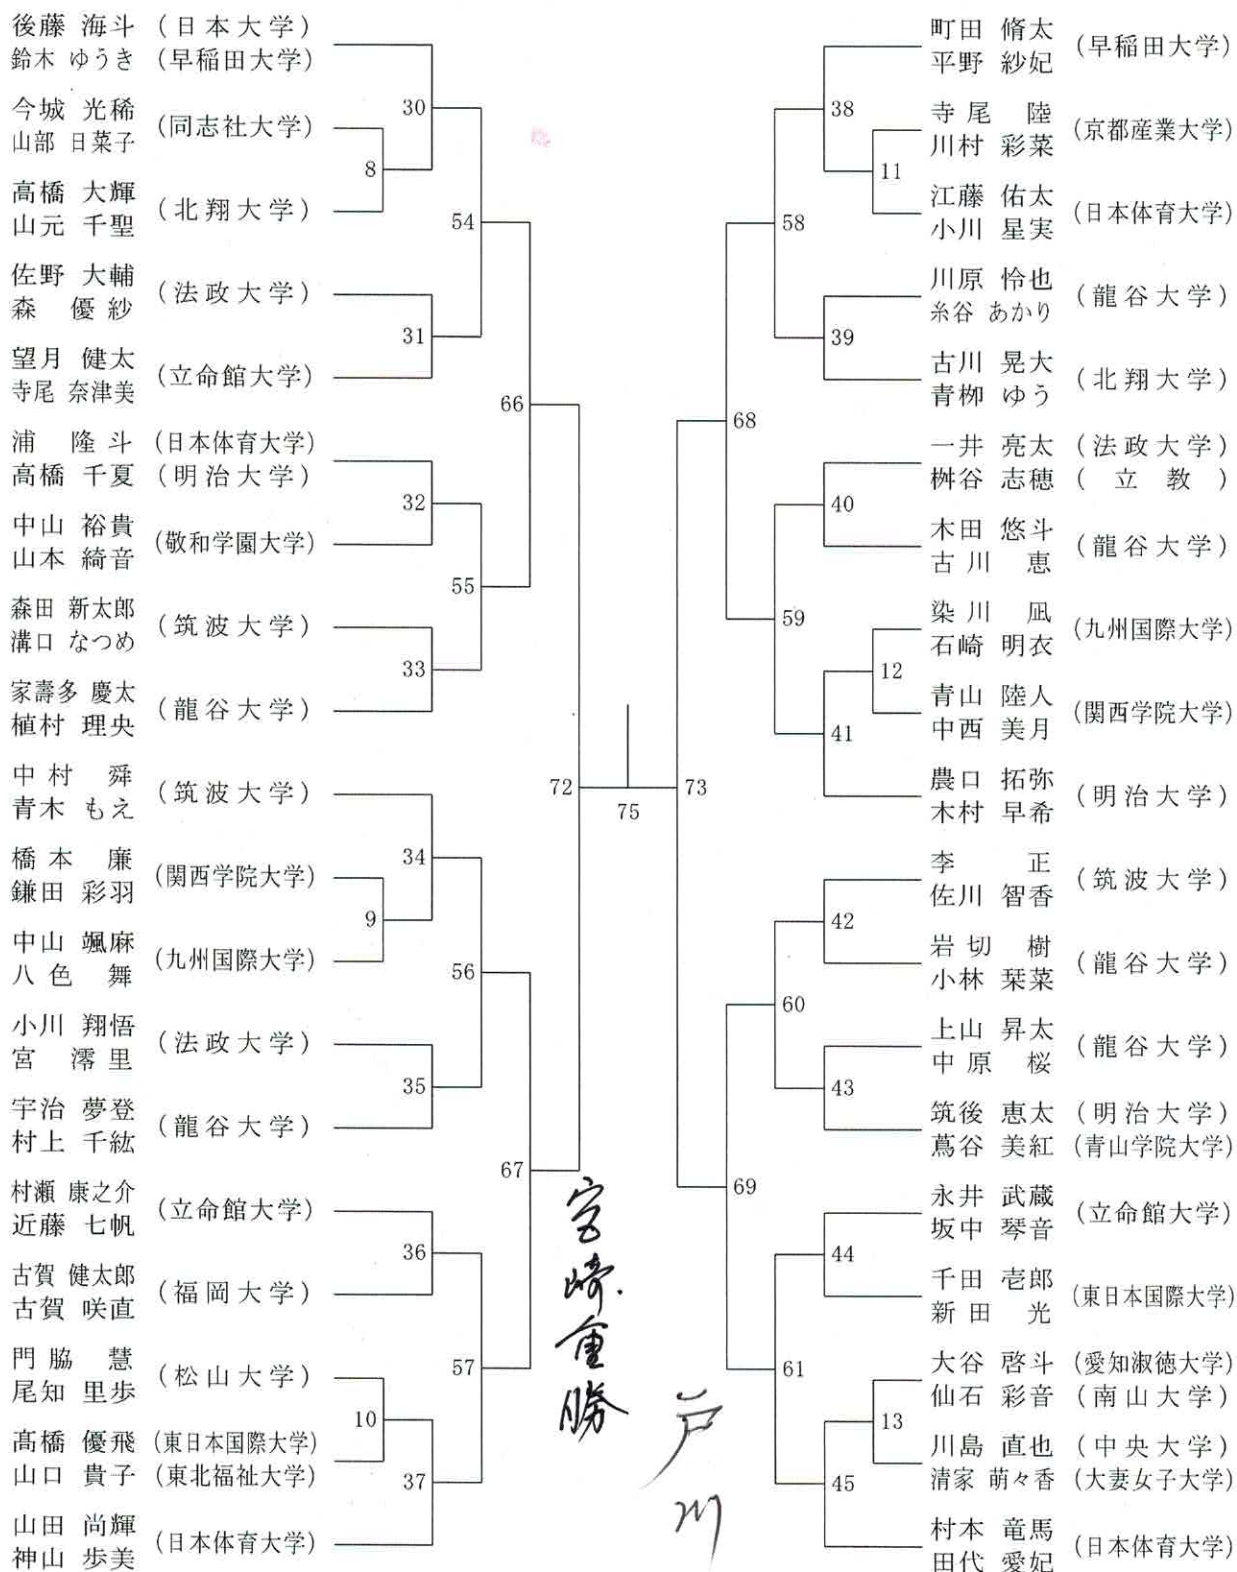 後藤 海斗 (日本大学)
鈴木 ゆうき (早稲田大学)
30
今城 光稀 (同志社大学)
山部 日菜子
8
高橋 大輝 (北翔大学)
山元 千聖
54
佐野 大輔 (法政大学)
森 優紗
31
望月 健太 (立命館大学)
寺尾 奈津美
66
浦 隆斗 (日本体育大学)
高橋 千夏 (明治大学)
32
中山 裕貴 (敬和学園大学)
山本 綺音
55
森田 新太郎 (筑波大学)
溝口 なつめ
33
家壽多 慶太 (龍谷大学)
植村 理央
72
中村 舜 (筑波大学)
青木 もえ
34
橋本 廉 (関西学院大学)
鎌田 彩羽
9
中山 颯麻 (九州国際大学)
八色 舞
56
小川 翔悟 (法政大学)
宮 澪里
35
宇治 夢登 (龍谷大学)
村上 千紘
67
村瀬 康之介 (立命館大学)
近藤 七帆
36
古賀 健太郎 (福岡大学)
古賀 咲直
57
門脇 慧 (松山大学)
尾知 里歩
10
髙橋 優飛 (東日本国際大学)
山口 貴子 (東北福祉大学)
37
山田 尚輝 (日本体育大学)
神山 歩美
75
町田 脩太 (早稲田大学)
平野 紗妃
38
寺尾 陸 (京都産業大学)
川村 彩菜
11
江藤 佑太 (日本体育大学)
小川 星実
58
川原 怜也 (龍谷大学)
糸谷 あかり
39
古川 晃大 (北翔大学)
青栁 ゆう
68
一井 亮太 (法政大学)
桝谷 志穂 (立教)
40
木田 悠斗 (龍谷大学)
古川 恵
59
染川 凪 (九州国際大学)
石崎 明衣
12
青山 陸人 (関西学院大学)
中西 美月
41
農口 拓弥 (明治大学)
木村 早希
73
李 正 (筑波大学)
佐川 智香
42
岩切 樹 (龍谷大学)
小林 栞菜
60
上山 昇太 (龍谷大学)
中原 桜
43
筑後 恵太 (明治大学)
蔦谷 美紅 (青山学院大学)
69
永井 武蔵 (立命館大学)
坂中 琴音
44
千田 壱郎 (東日本国際大学)
新田 光
61
大谷 啓斗 (愛知淑徳大学)
仙石 彩音 (南山大学)
13
川島 直也 (中央大学)
清家 萌々香 (大妻女子大学)
45
村本 竜馬 (日本体育大学)
田代 愛妃
宮崎重勝
戸川